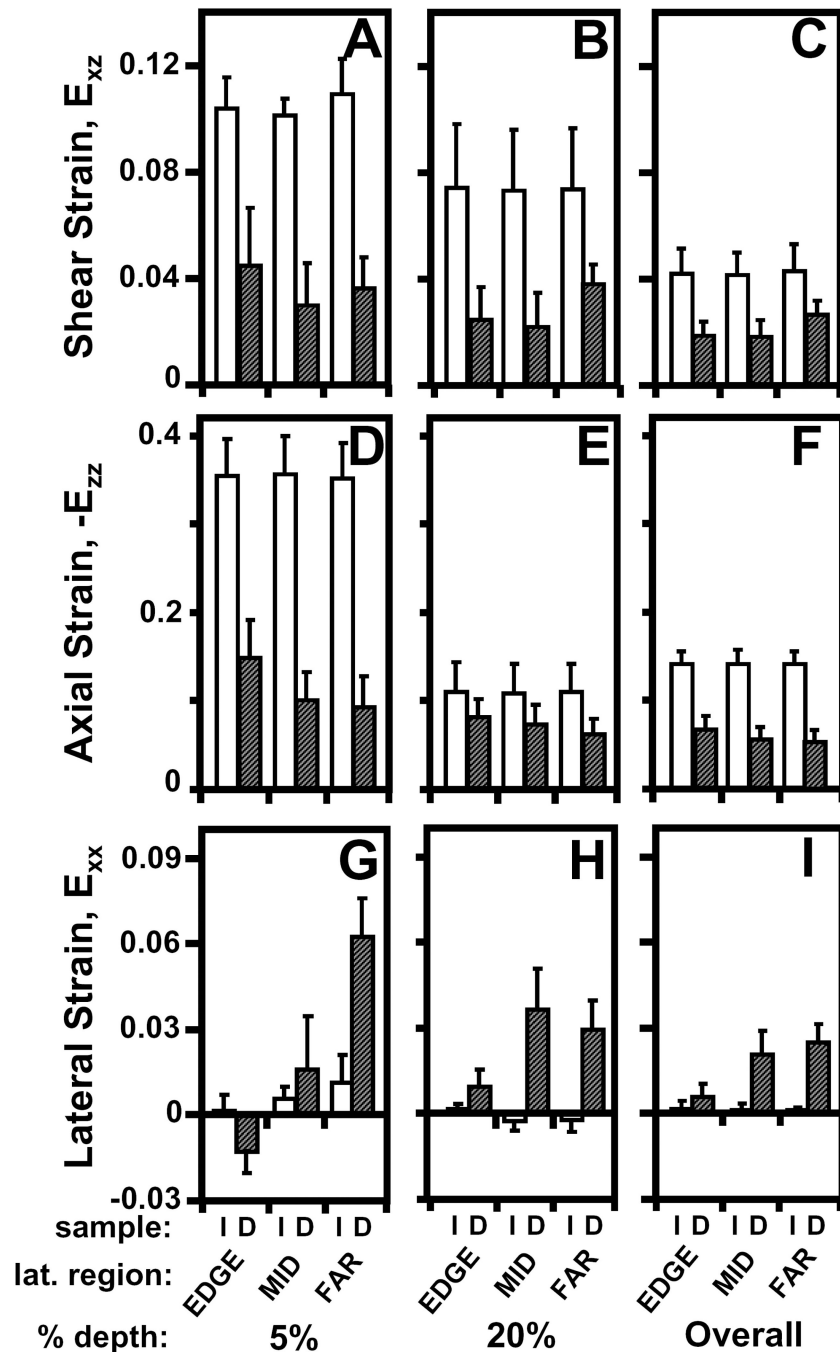 A B C
Shear Strain, Exz
0.12
0.08
0.04
0
D E F
Axial Strain, -Ezz
0.4
0.2
0
G H I
Lateral Strain, Exx
0.09
0.06
0.03
0
-0.03
sample: I D I D I D I D I D I D I D I D I D
lat. region: EDGE MID FAR EDGE MID FAR EDGE MID FAR
% depth: 5% 20% Overall